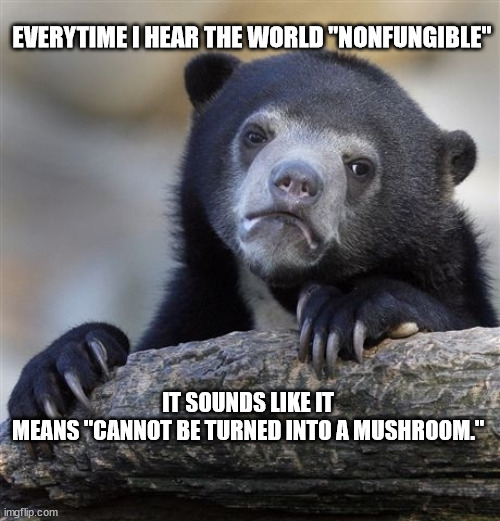 EVERYTIME I HEAR THE WORLD "NONFUNGIBLE"
IT SOUNDS LIKE IT
MEANS "CANNOT BE TURNED INTO A MUSHROOM."
imgflip.com